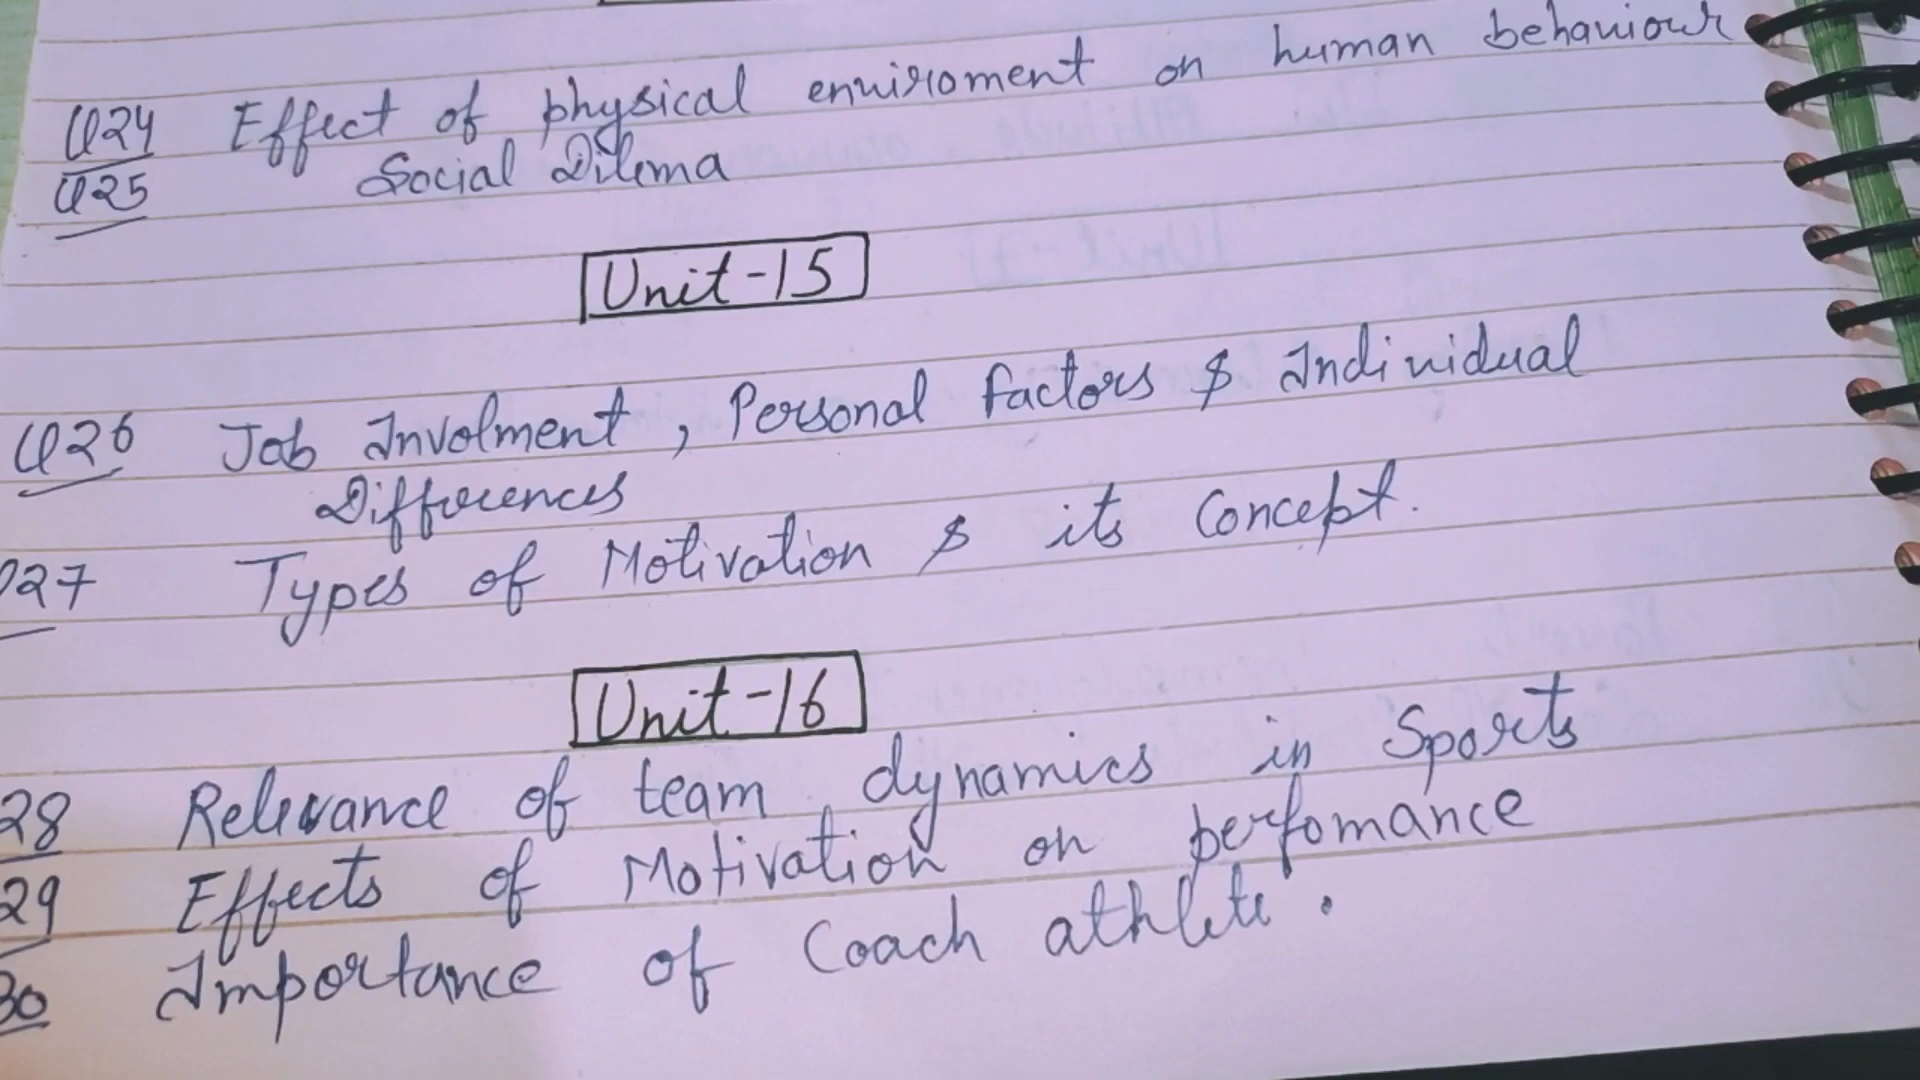 Q24 Effect of physical enviroment on human behaviour
Q25 Social Dilema
Unit-15
Q26 Job Involment, Personal factors & Individual
Differences
Q27 Types of Motivation & its Concept.
Unit-16
28 Relevance of team dynamics in Sports
29 Effects of Motivation on perfomance
30 Importance of Coach athlete.